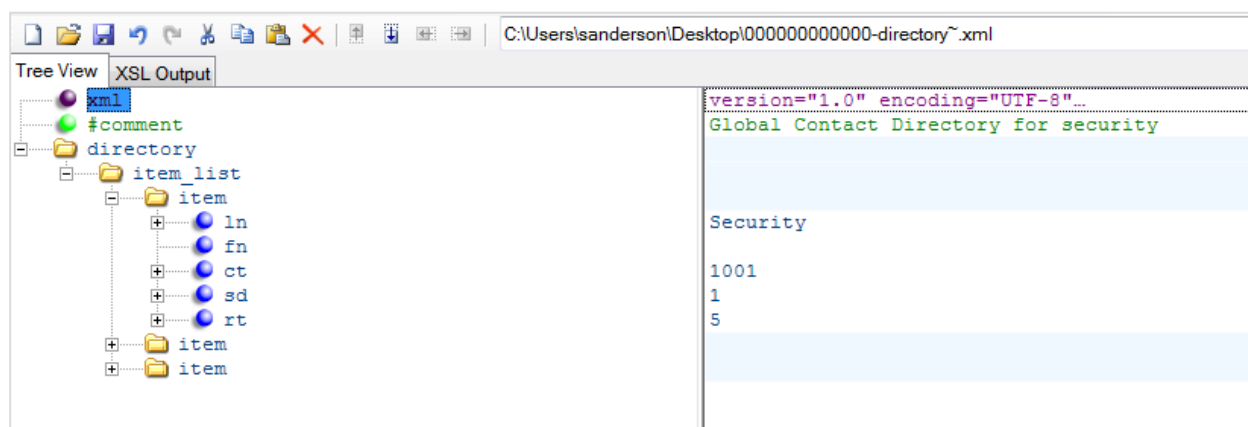 C:\Users\sanderson\Desktop\000000000000-directory~.xml
Tree View XSL Output
xml version="1.0" encoding="UTF-8"…
#comment Global Contact Directory for security
directory
item_list
item
ln Security
fn
ct 1001
sd 1
rt 5
item
item